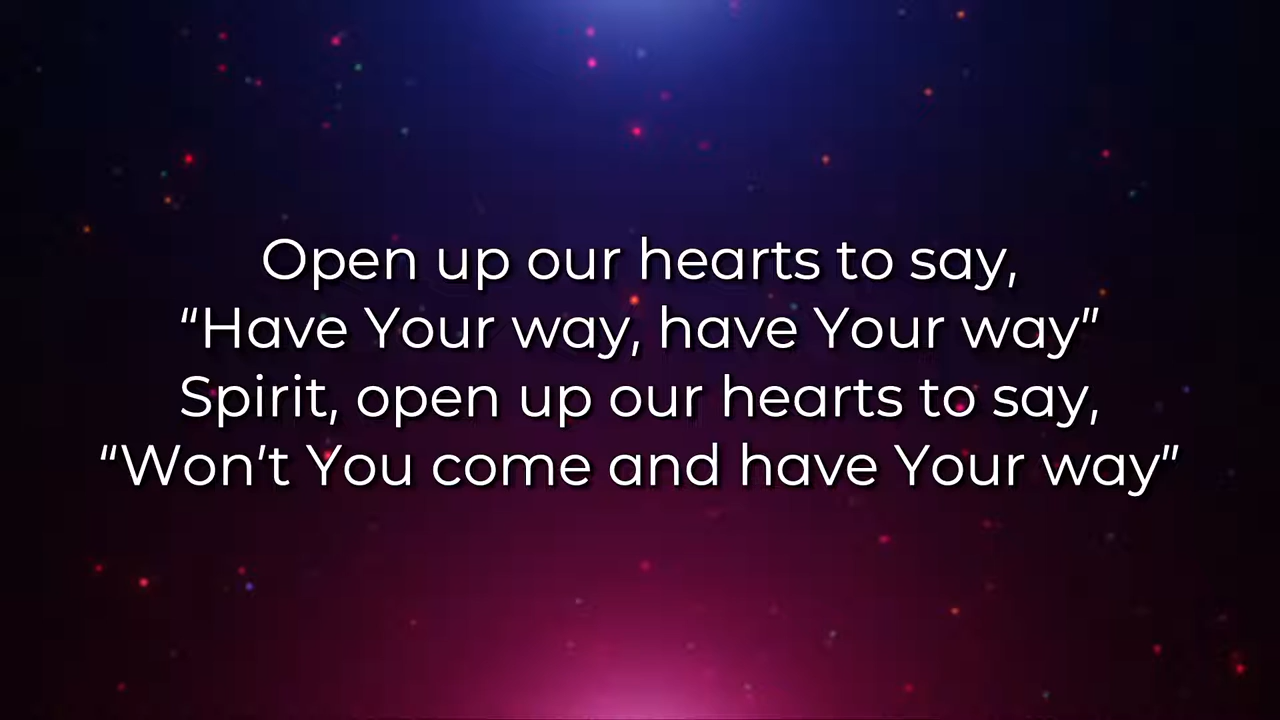 Open up our hearts to say,
“Have Your way, have Your way”
Spirit, open up our hearts to say,
“Won’t You come and have Your way”